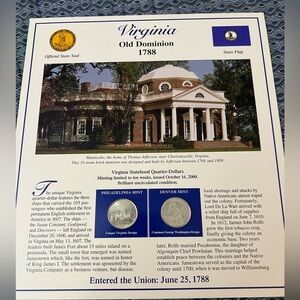 Virginia
Old Dominion
1788
Official State Seal
State Flag
Monticello, the home of Thomas Jefferson, near Charlottesville, Virginia
This 35-room brick mansion was designed and built by Jefferson between 1768 and 1809.
Virginia Statehood Quarter-Dollars
Minting limited to ten weeks, issued October 16, 2000.
Brilliant uncirculated condition.
PHILADELPHIA MINT
DENVER MINT
Unique Virginia Design
Common George Washington Design
The unique Virginia
quarter-dollar features the three
ships that carried the 105 pas-
sengers who established the first
permanent English settlement in
America in 1607. The ships —
the Susan Constant, Godspeed
and Discovery — left England on
December 20, 1606, and arrived
in Virginia on May 13, 1607. The
leaders built James Fort about 15 miles inland on a
peninsula. The small town that emerged was named
Jamestown which, like the fort, was named in honor
of King James I. The settlement was sponsored by the
Virginia Company as a business venture, but disease,
food shortage and attacks by
Native Americans almost wiped
out the colony. Fortunately,
Lord De La Warr arrived with
a relief ship full of supplies
from England on June 7, 1610.
In 1612, former John Rolfe
grew the first tobacco crop,
finally giving the colony an
economic base. Two years
later, Rolfe married Pocahontas, the daughter of
a Algonquin Chief Powhatan. This marriage helped
establish peace between the colonists and the Native
Americans. Jamestown served as the capital of the
colony until 1700, when it was moved to Williamsburg.
Entered the Union: June 25, 1788